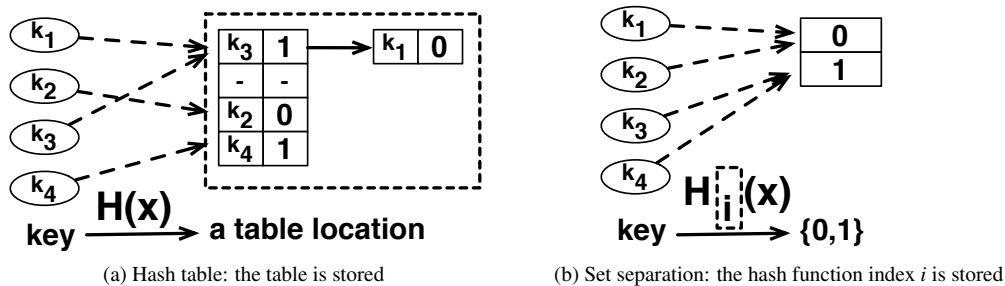 k1
k2
k3
k4
k3 1
k1 0
- -
k2 0
k4 1
H(x)
key
a table location
(a) Hash table: the table is stored
k1
k2
k3
k4
0
1
H i (x)
key
{0,1}
(b) Set separation: the hash function index i is stored